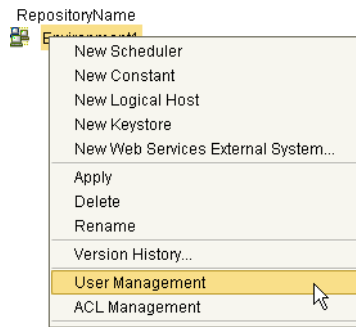 RepositoryName
Environment1
New Scheduler
New Constant
New Logical Host
New Keystore
New Web Services External System...
Apply
Delete
Rename
Version History...
User Management
ACL Management